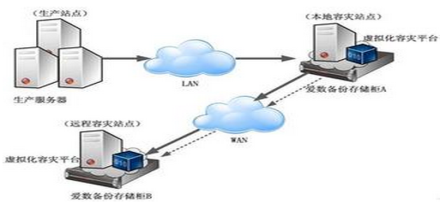 （生产站点）
（本地容灾站点）
虚拟化容灾平台
生产服务器
LAN
爱数备份存储柜A
（远程容灾站点）
WAN
虚拟化容灾平台
爱数备份存储柜B